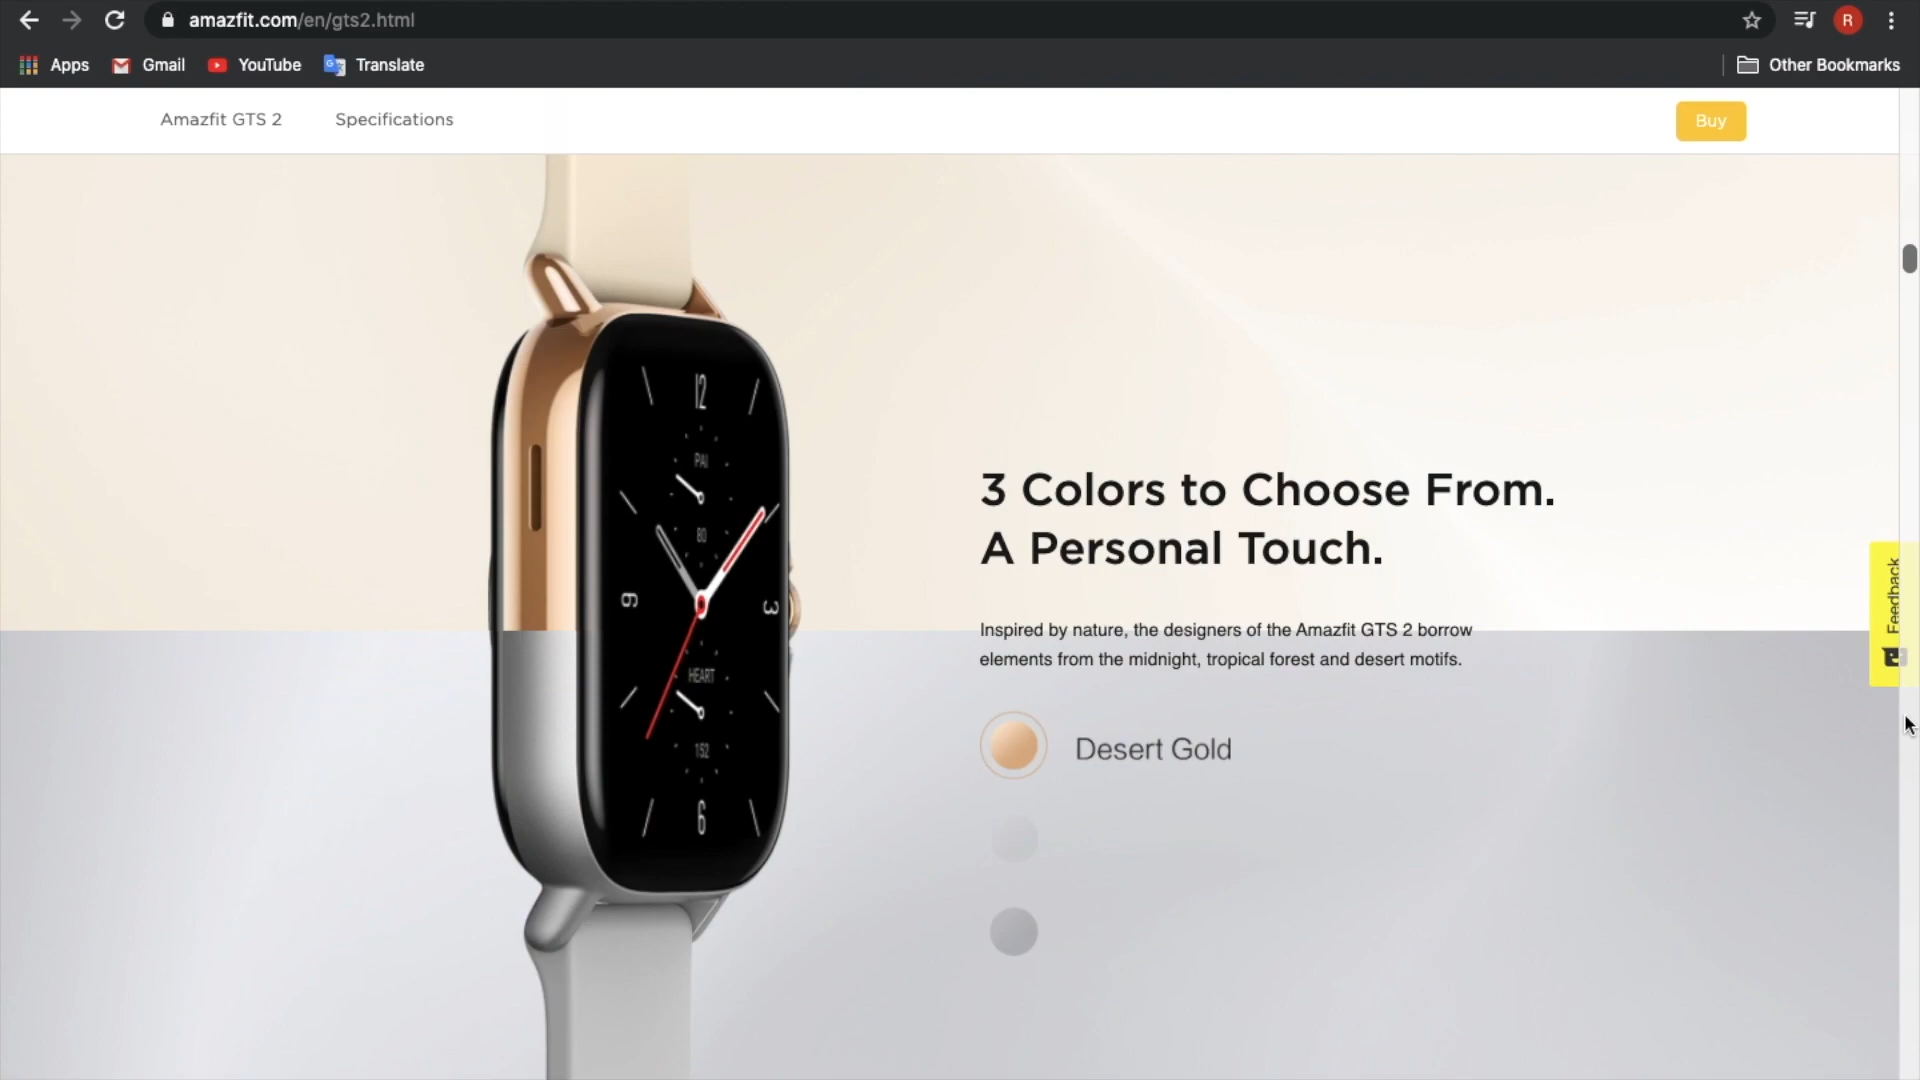 amazfit.com/en/gts2.html
R
Apps
Gmail
YouTube
Translate
Other Bookmarks
Amazfit GTS 2
Specifications
Buy
12
PAI
80
9
3
HEART
152
6
3 Colors to Choose From.
A Personal Touch.
Inspired by nature, the designers of the Amazfit GTS 2 borrow
elements from the midnight, tropical forest and desert motifs.
Desert Gold
Feedback